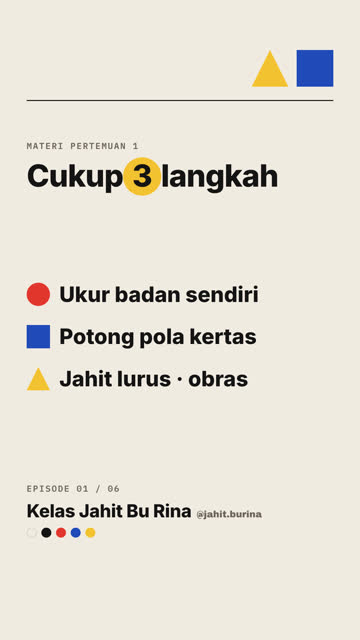 MATERI PERTEMUAN 1
Cukup 3 langkah
Ukur badan sendiri
Potong pola kertas
Jahit lurus · obras
EPISODE 01 / 06
Kelas Jahit Bu Rina @jahit.burina